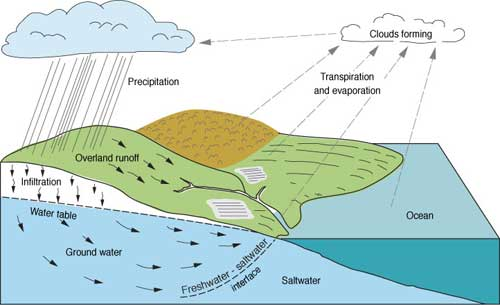 Clouds forming
Precipitation
Transpiration
and evaporation
Overland runoff
Infiltration
Water table
Ocean
Ground water
Freshwater - saltwater
interface
Saltwater